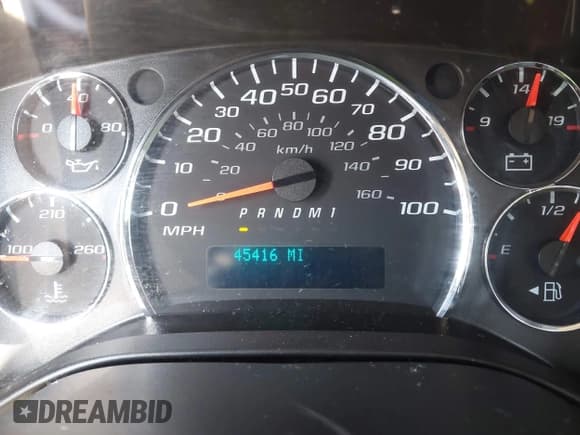 40
0 80
14
9 19
10 20 30 40 50 60 70 80 90
20 40 60 80 100 120 140
km/h
0 160
0 P R N D M 1 100
MPH
45416 MI
210
100 260
1/2
E
DREAMBID